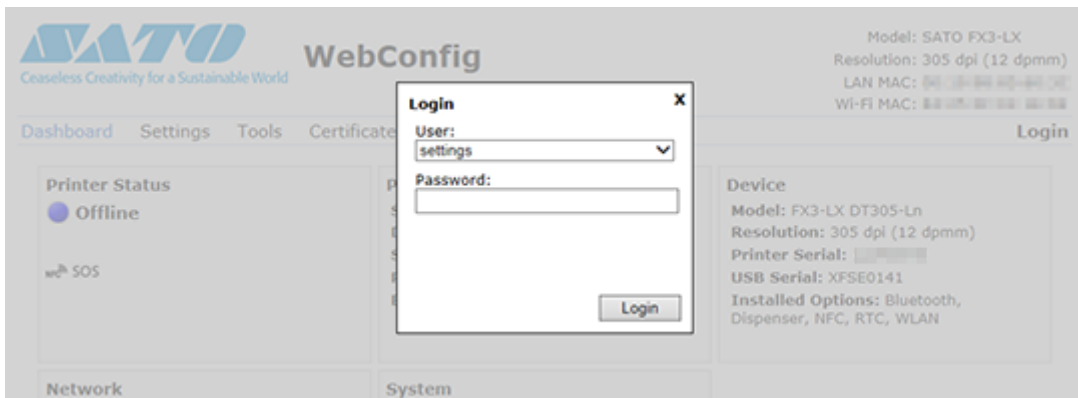 SATO
Ceaseless Creativity for a Sustainable World
WebConfig
Model: SATO FX3-LX
Resolution: 305 dpi (12 dpmm)
LAN MAC:
Wi-Fi MAC:
Dashboard Settings Tools Login
Login x
User:
settings
Password:
Login
Printer Status
Offline
SOS
Device
Model: FX3-LX DT305-Ln
Resolution: 305 dpi (12 dpmm)
Printer Serial:
USB Serial: XFSE0141
Installed Options: Bluetooth,
Dispenser, NFC, RTC, WLAN
Network
System